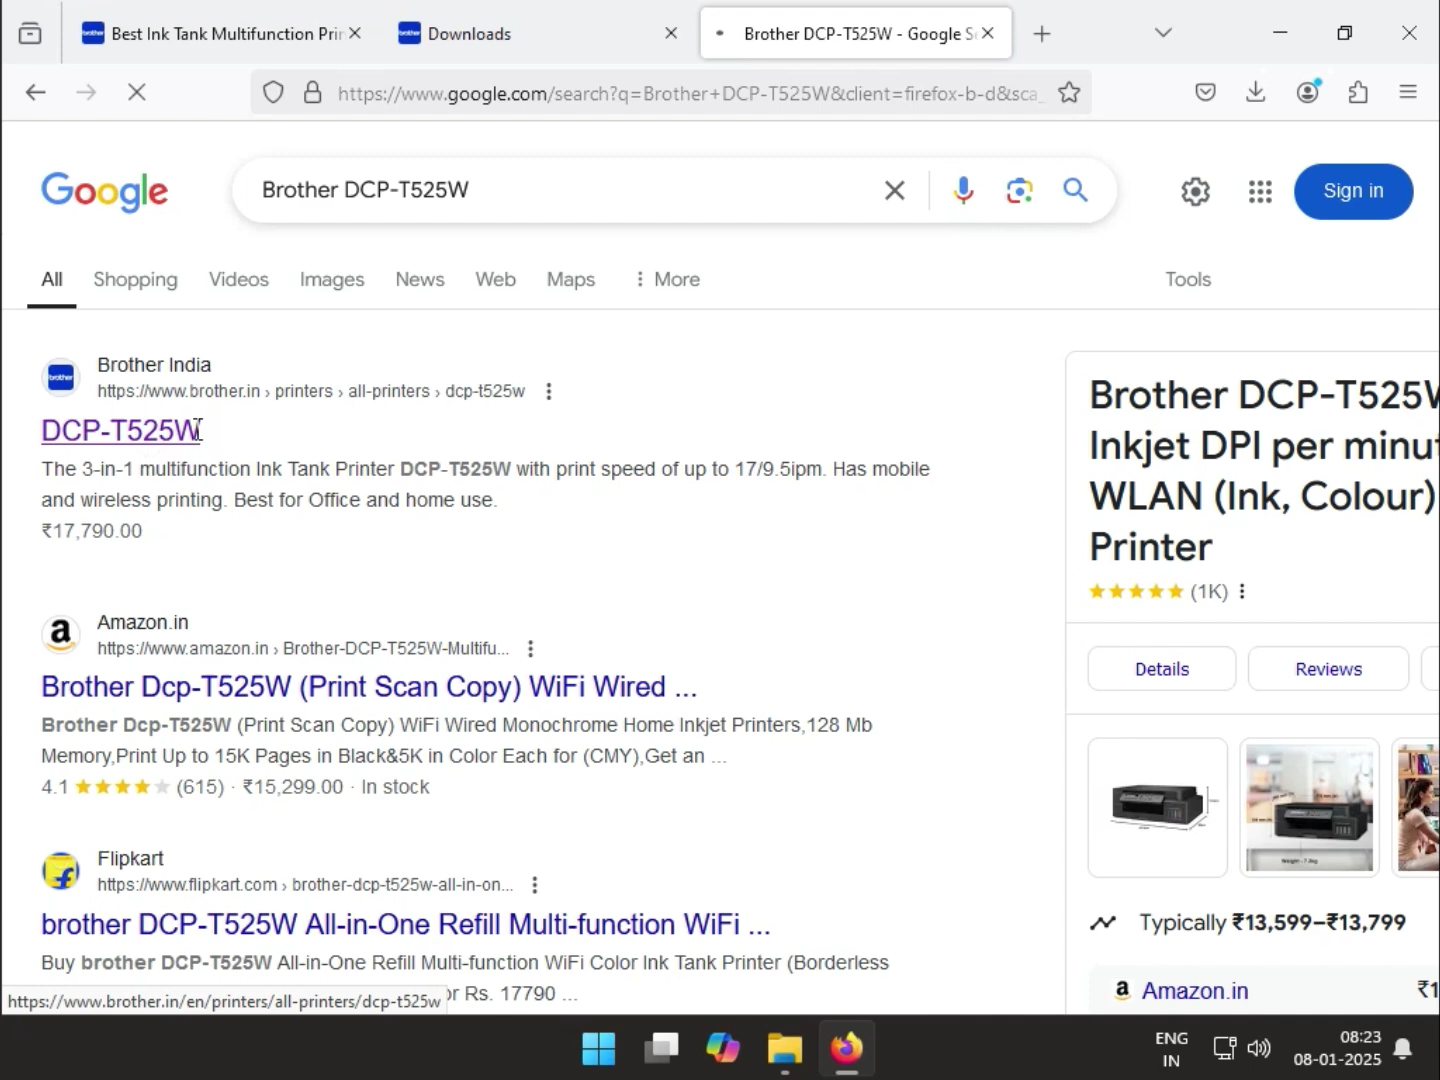 brother Best Ink Tank Multifunction Prin
brother Downloads
Brother DCP-T525W - Google S
https://www.google.com/search?q=Brother+DCP-T525W&client=firefox-b-d&sca_
Google
Brother DCP-T525W
Sign in
All Shopping Videos Images News Web Maps More Tools
brother
Brother India
https://www.brother.in › printers › all-printers › dcp-t525w
DCP-T525W
The 3-in-1 multifunction Ink Tank Printer DCP-T525W with print speed of up to 17/9.5ipm. Has mobile
and wireless printing. Best for Office and home use.
₹17,790.00
a
Amazon.in
https://www.amazon.in › Brother-DCP-T525W-Multifu...
Brother Dcp-T525W (Print Scan Copy) WiFi Wired ...
Brother Dcp-T525W (Print Scan Copy) WiFi Wired Monochrome Home Inkjet Printers,128 Mb
Memory,Print Up to 15K Pages in Black&5K in Color Each for (CMY),Get an ...
4.1 (615) · ₹15,299.00 · In stock
Flipkart
https://www.flipkart.com › brother-dcp-t525w-all-in-on...
brother DCP-T525W All-in-One Refill Multi-function WiFi ...
Buy brother DCP-T525W All-in-One Refill Multi-function WiFi Color Ink Tank Printer (Borderless
or Rs. 17790 ...
https://www.brother.in/en/printers/all-printers/dcp-t525w
Brother DCP-T525W
Inkjet DPI per minut
WLAN (Ink, Colour)
Printer
(1K)
Details Reviews
Typically ₹13,599–₹13,799
a Amazon.in ₹1
ENG
IN
08:23
08-01-2025